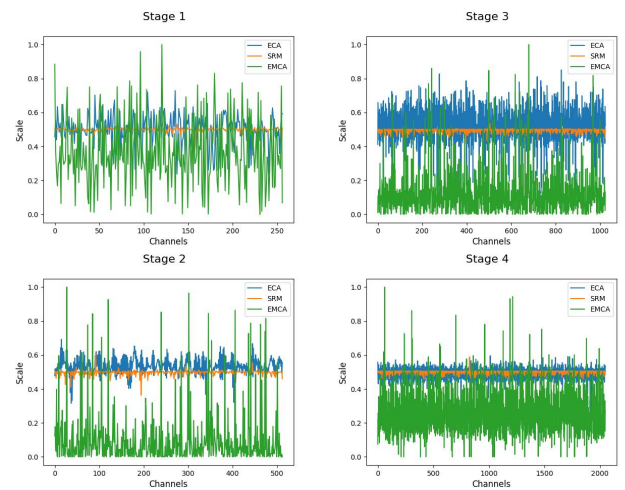 Stage 1
1.0
0.8
0.6
0.4
0.2
0.0
Scale
0
50
100
150
200
250
Channels
ECA
SRM
EMCA
Stage 3
1.0
0.8
0.6
0.4
0.2
0.0
Scale
0
200
400
600
800
1000
Channels
ECA
SRM
EMCA
Stage 2
1.0
0.8
0.6
0.4
0.2
0.0
Scale
0
100
200
300
400
500
Channels
ECA
SRM
EMCA
Stage 4
1.0
0.8
0.6
0.4
0.2
0.0
Scale
0
500
1000
1500
2000
Channels
ECA
SRM
EMCA